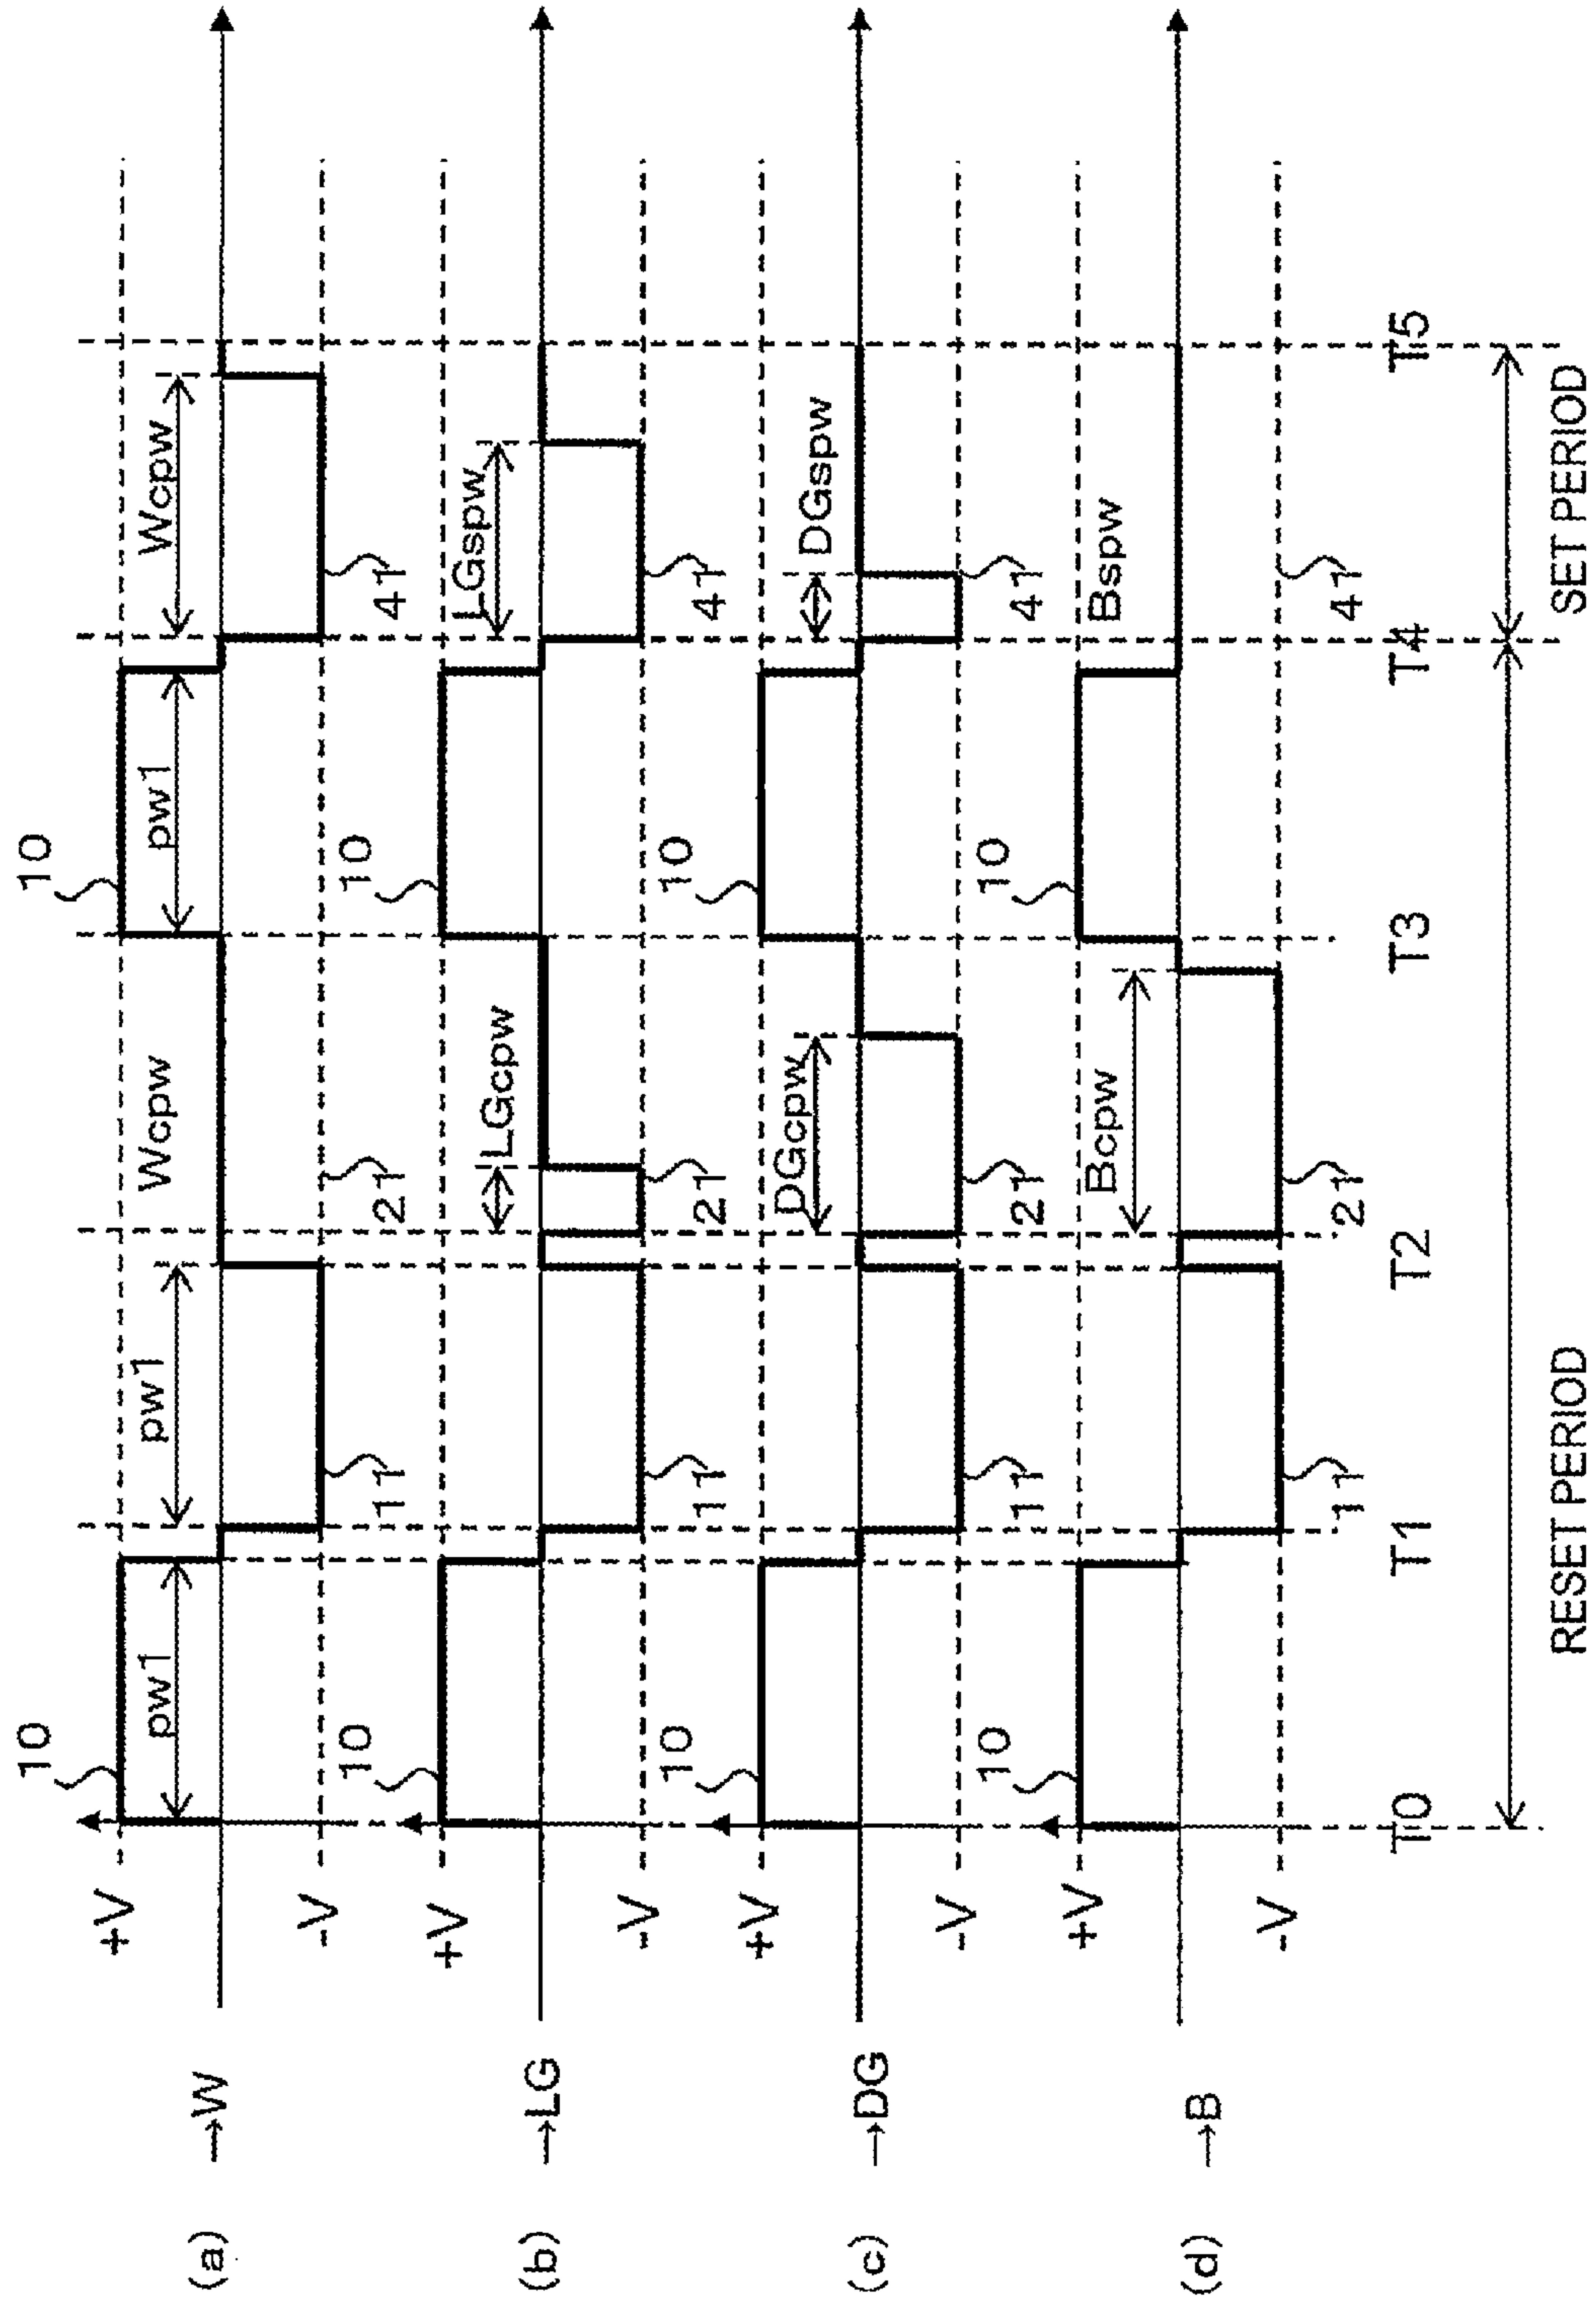 (a) →W
+V
-V
10
pw1
pw1
11
Wcpw
21
10
pw1
Wcpw
41
(b) →LG
+V
-V
10
11
LGcpw
21
10
LGspw
41
(c) →DG
+V
-V
10
11
DGcpw
21
10
DGspw
41
(d) →B
+V
-V
10
11
Bcpw
21
10
Bspw
41
T0 T1 T2 T3 T4 T5
RESET PERIOD SET PERIOD